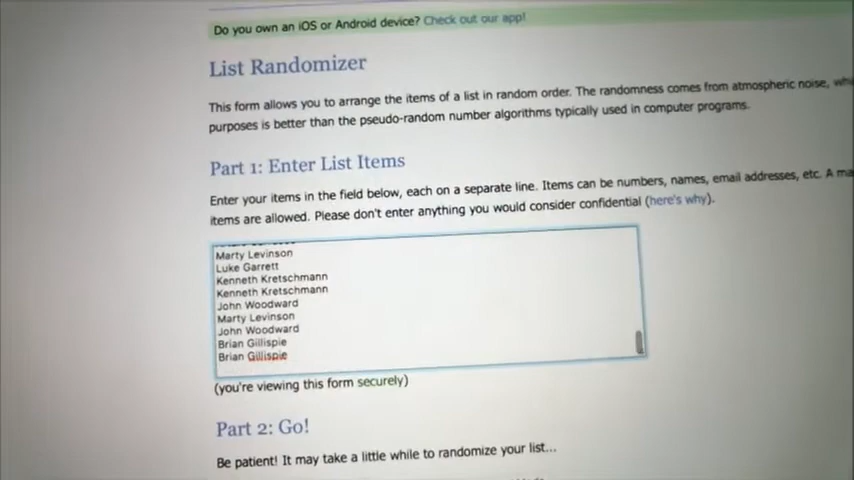 Do you own an iOS or Android device? Check out our app!
List Randomizer
This form allows you to arrange the items of a list in random order. The randomness comes from atmospheric noise,
purposes is better than the pseudo-random number algorithms typically used in computer programs.
Part 1: Enter List Items
Enter your items in the field below, each on a separate line. Items can be numbers, names, email addresses, etc. A
items are allowed. Please don't enter anything you would consider confidential (here's why).
Marty Levinson
Luke Garrett
Kenneth Kretschmann
Kenneth Kretschmann
John Woodward
Marty Levinson
John Woodward
Brian Gillispie
Brian Gillispie
(you're viewing this form securely)
Part 2: Go!
Be patient! It may take a little while to randomize your list...